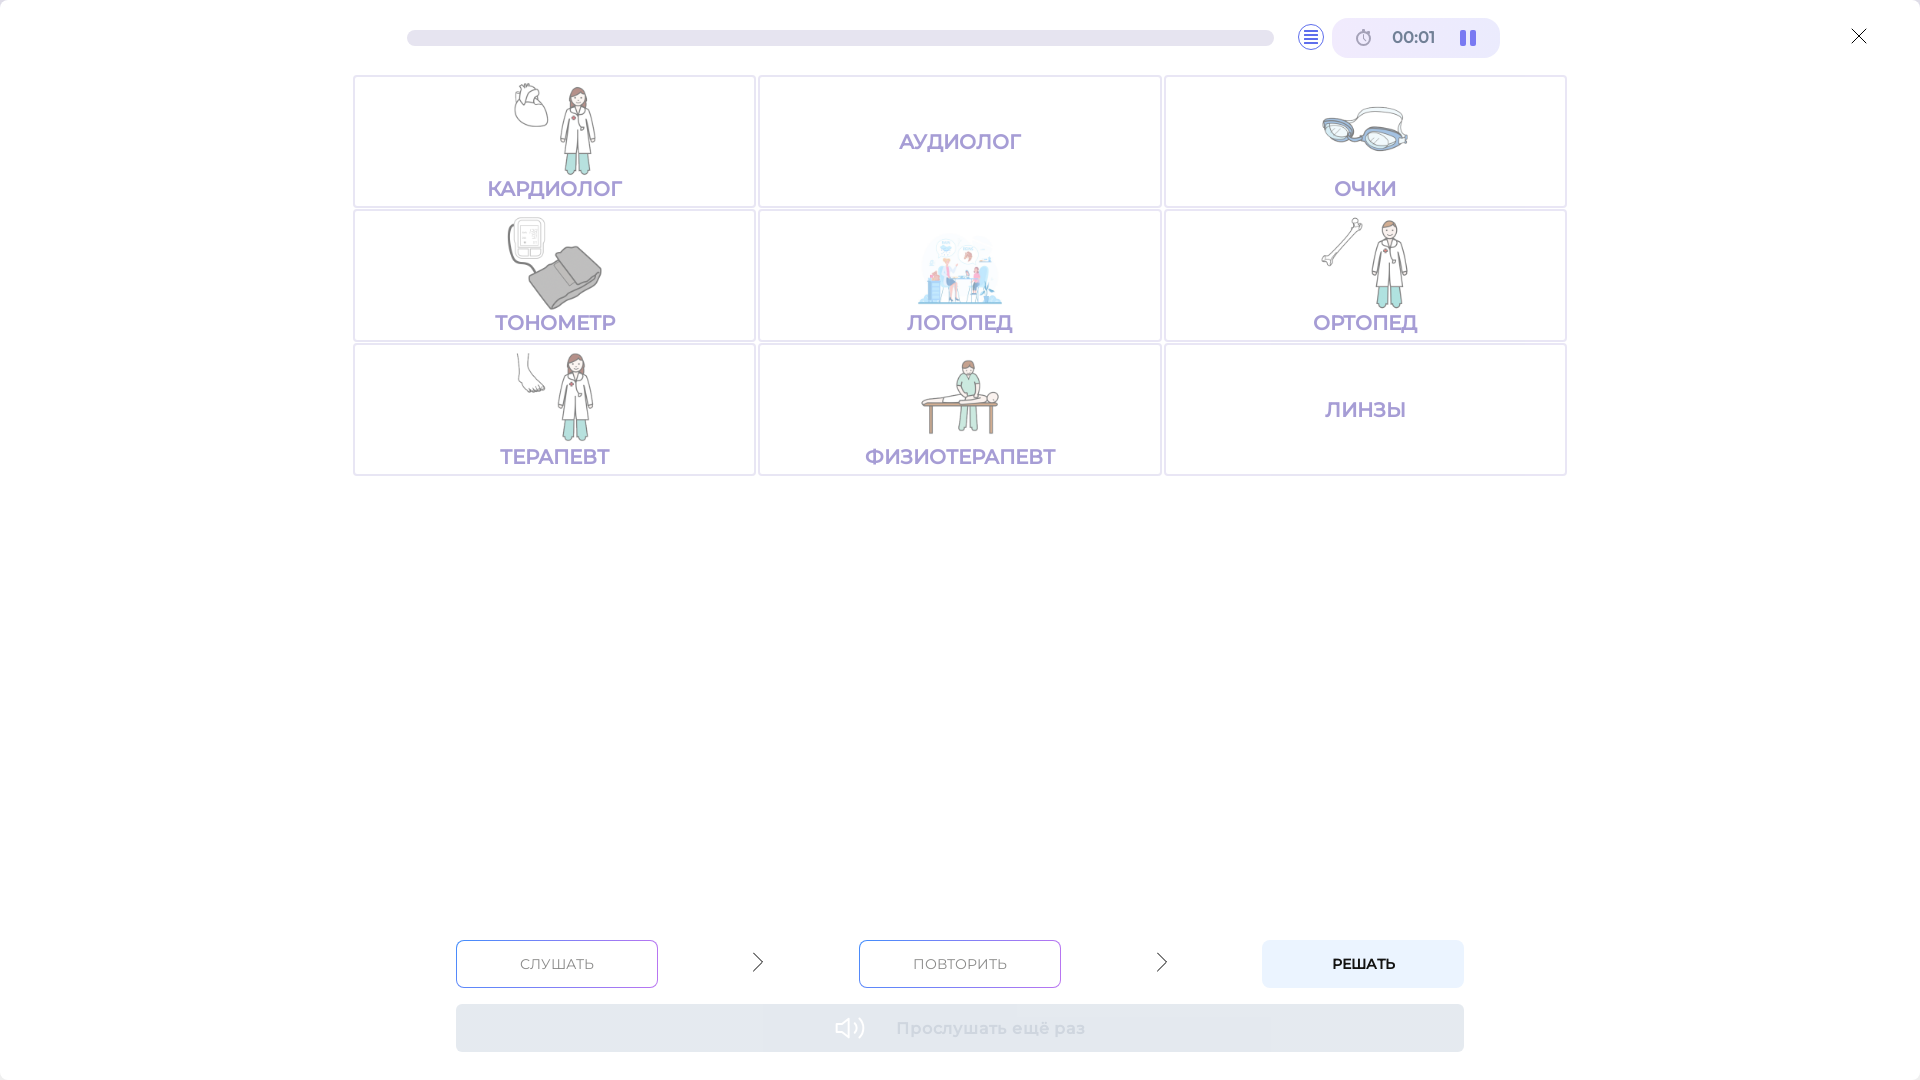 00:01
КАРДИОЛОГ
АУДИОЛОГ
ОЧКИ
ТОНОМЕТР
ЛОГОПЕД
ОРТОПЕД
ТЕРАПЕВТ
ФИЗИОТЕРАПЕВТ
ЛИНЗЫ
СЛУШАТЬ
ПОВТОРИТЬ
РЕШАТЬ
Прослушать ещё раз